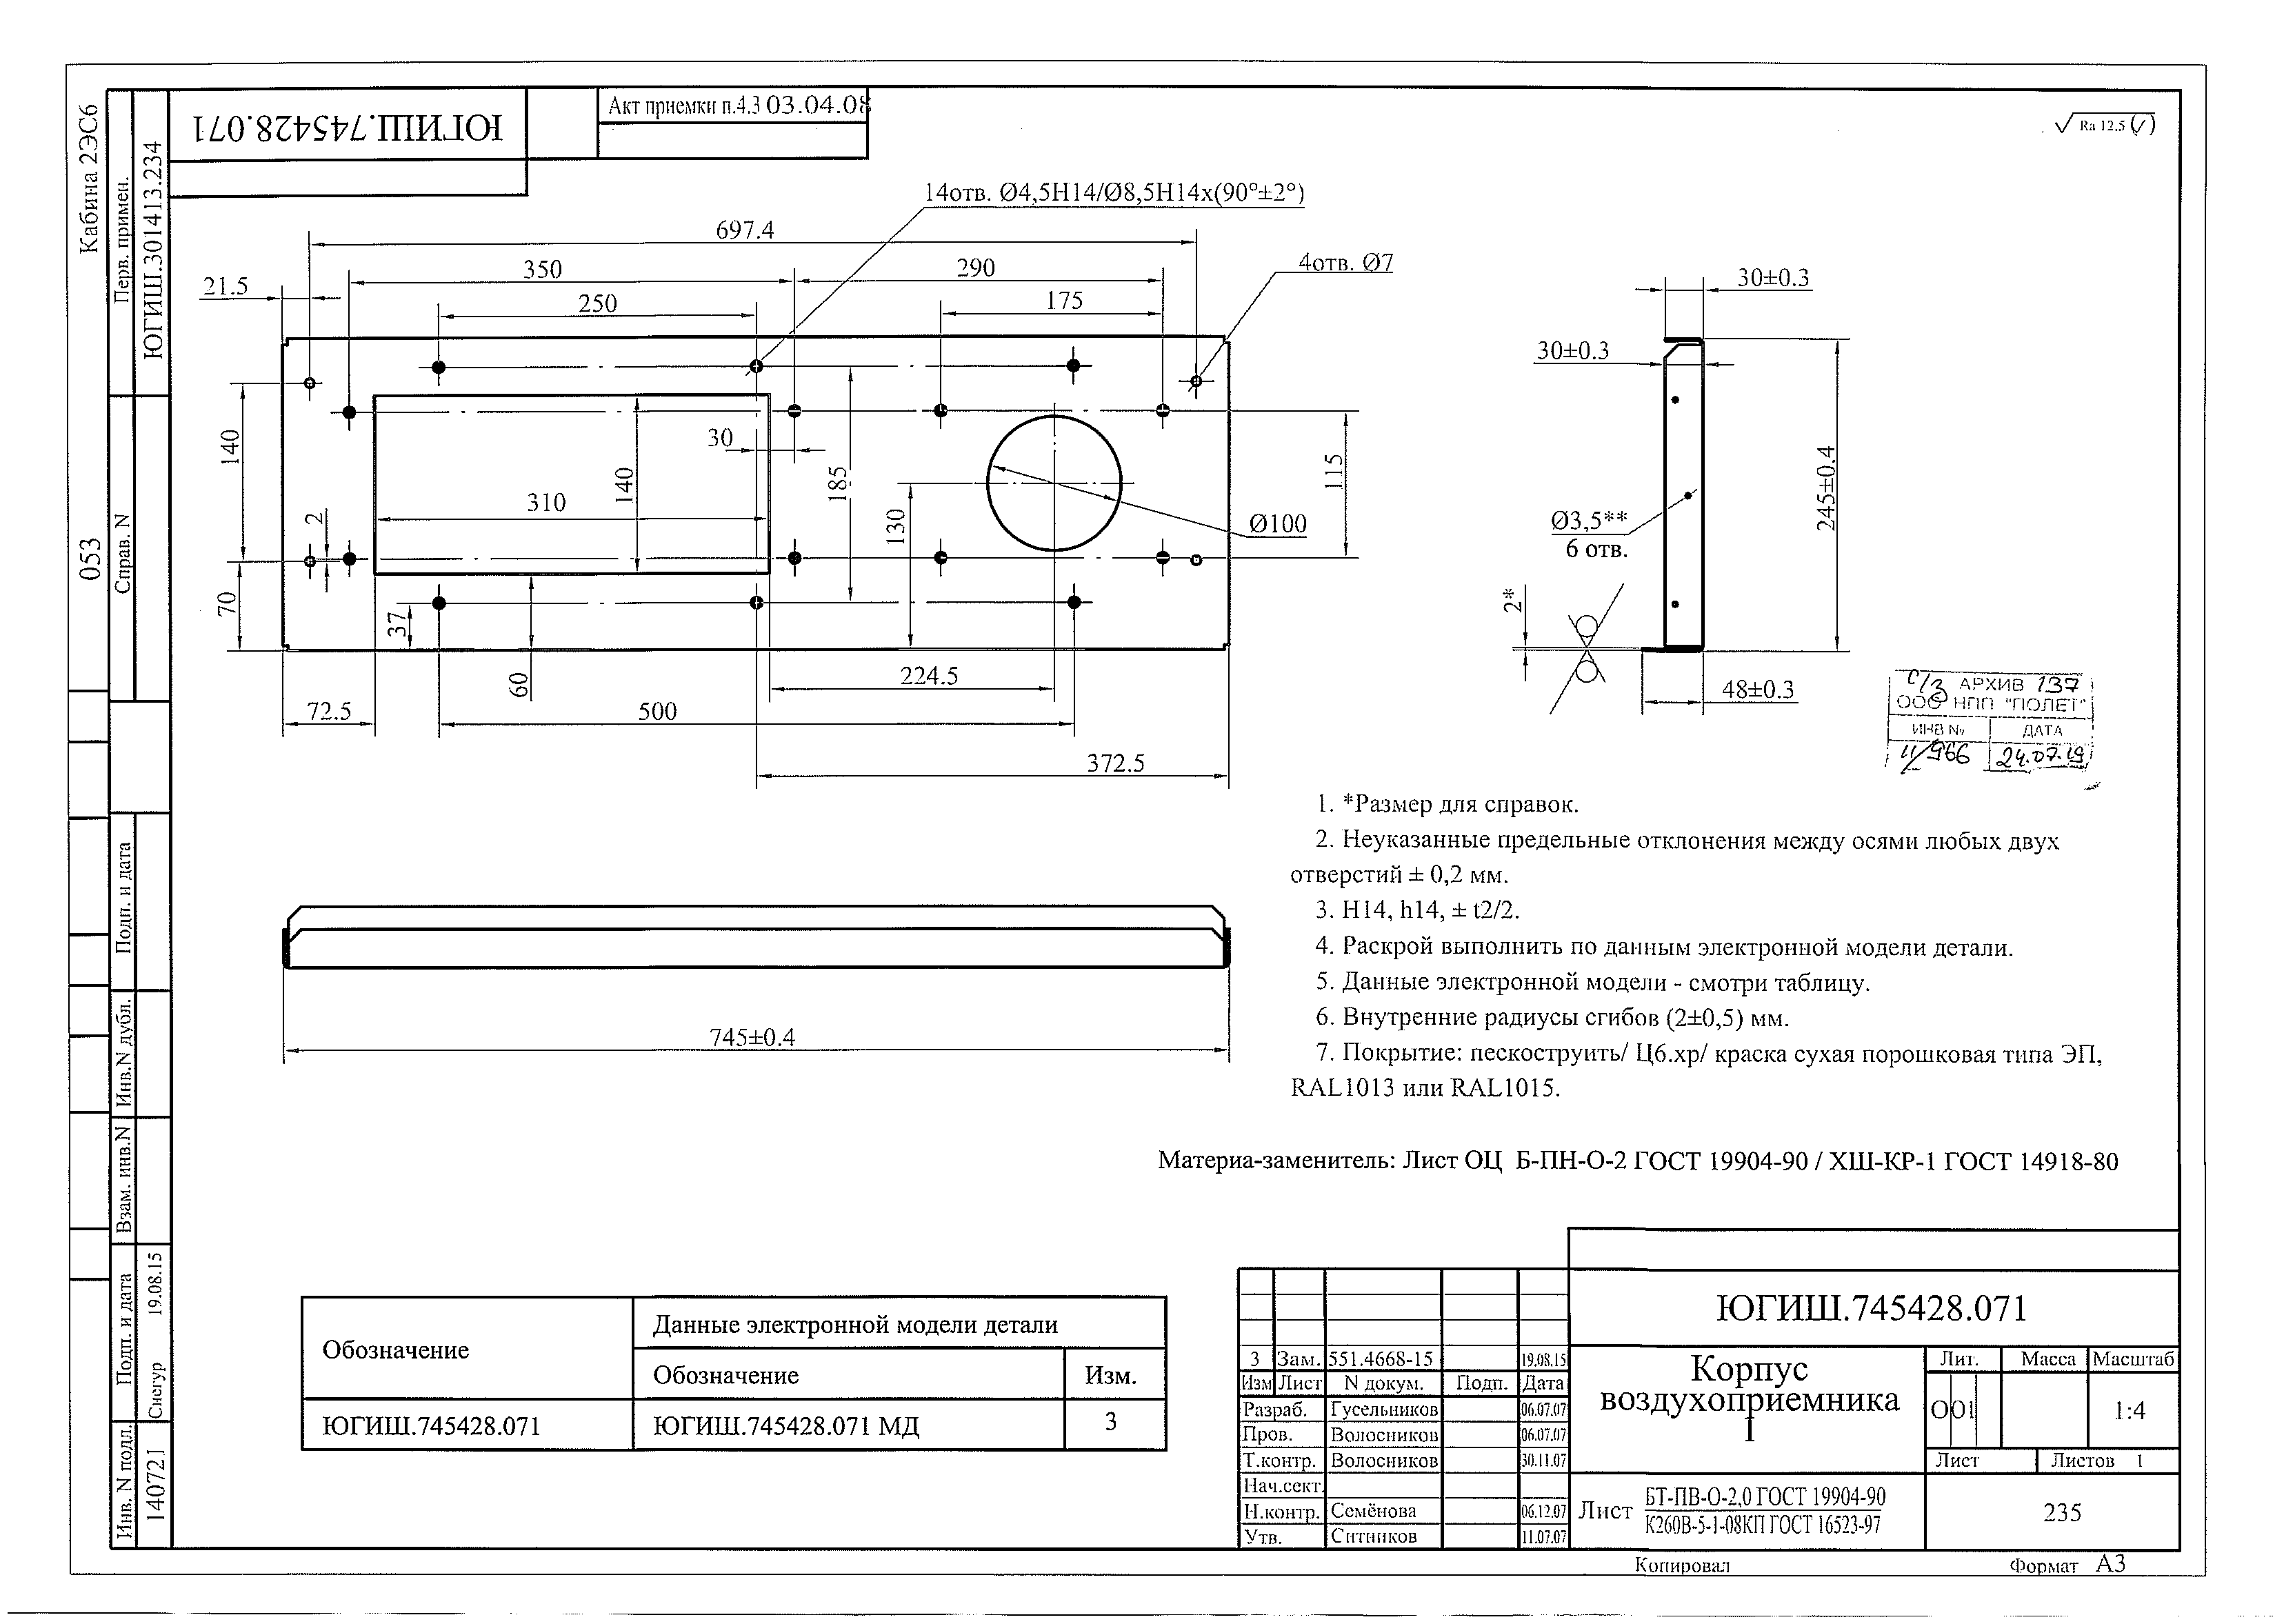 Кабина 2ЭС6
053
Перв. примен.
ЮГИШ.301413.234
Справ. N
Подп. и дата
Инв.N дубл.
Взам. инв.N
Подп. и дата
Снегур 19.08.15
Инв. N подл.
ЮГИШ.745428.071
Акт приемки п.4.3 03.04.08
Ra 12.5 (√)
14отв. Ø4,5H14/Ø8,5H14x(90°±2°)
697.4
4отв. Ø7
350
290
21.5
250
175
30±0.3
30±0.3
140
30
140
185
115
310
130
Ø100
245±0.4
2
Ø3,5**
6 отв.
70
37
2*
60
224.5
48±0.3
72.5
500
372.5
С/з АРХИВ 137
ООО НПП "ПОЛЕТ"
ИНВ № ДАТА
11/966 24.07.19
745±0.4
1. *Размер для справок.
2. Неуказанные предельные отклонения между осями любых двух
отверстий ± 0,2 мм.
3. H14, h14, ± t2/2.
4. Раскрой выполнить по данным электронной модели детали.
5. Данные электронной модели - смотри таблицу.
6. Внутренние радиусы сгибов (2±0,5) мм.
7. Покрытие: пескоструить/ Ц6.хр/ краска сухая порошковая типа ЭП,
RAL1013 или RAL1015.
Материа-заменитель: Лист ОЦ Б-ПН-О-2 ГОСТ 19904-90 / ХШ-КР-1 ГОСТ 14918-80
Обозначение
Данные электронной модели детали
Обозначение Изм.
ЮГИШ.745428.071 ЮГИШ.745428.071 МД 3
3 Зам. 551.4668-15 19.08.15
Изм Лист N докум. Подп. Дата
Разраб. Гусельников 06.07.07
Пров. Волосников 06.07.07
Т.контр. Волосников 30.11.07
Нач.сект.
Н.контр. Семёнова 06.12.07
Утв. Ситников 11.07.07
ЮГИШ.745428.071
Корпус
воздухоприемника
1
Лит. Масса Масштаб
О О1 1:4
Лист Листов 1
Лист БТ-ПВ-О-2,0 ГОСТ 19904-90
К260В-5-1-08КП ГОСТ 16523-97
235
Копировал Формат А3